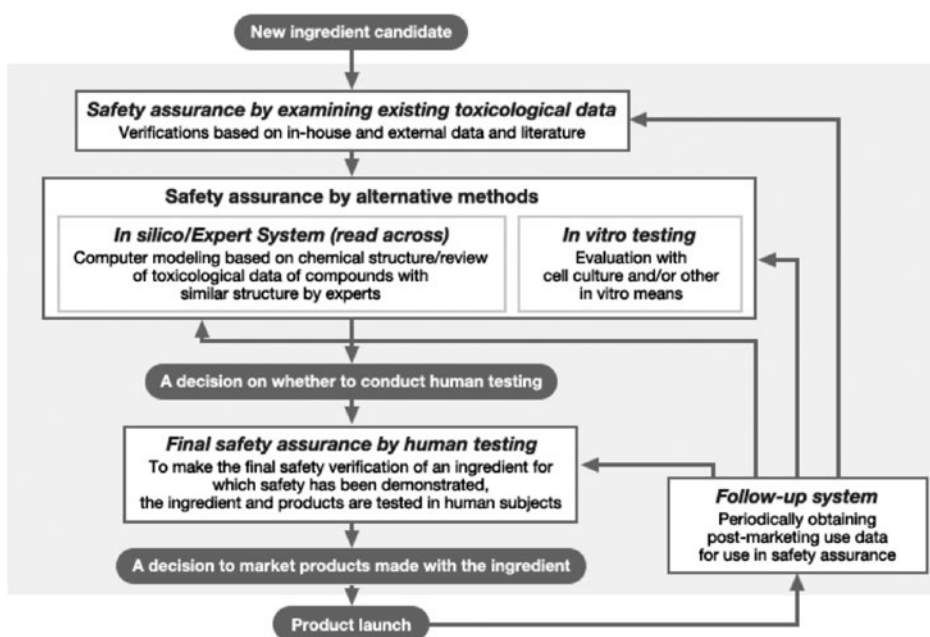 New ingredient candidate
Safety assurance by examining existing toxicological data
Verifications based on in-house and external data and literature
Safety assurance by alternative methods
In silico/Expert System (read across)
Computer modeling based on chemical structure/review
of toxicological data of compounds with
similar structure by experts
In vitro testing
Evaluation with
cell culture and/or other
in vitro means
A decision on whether to conduct human testing
Final safety assurance by human testing
To make the final safety verification of an ingredient for
which safety has been demonstrated,
the ingredient and products are tested in human subjects
Follow-up system
Periodically obtaining
post-marketing use data
for use in safety assurance
A decision to market products made with the ingredient
Product launch